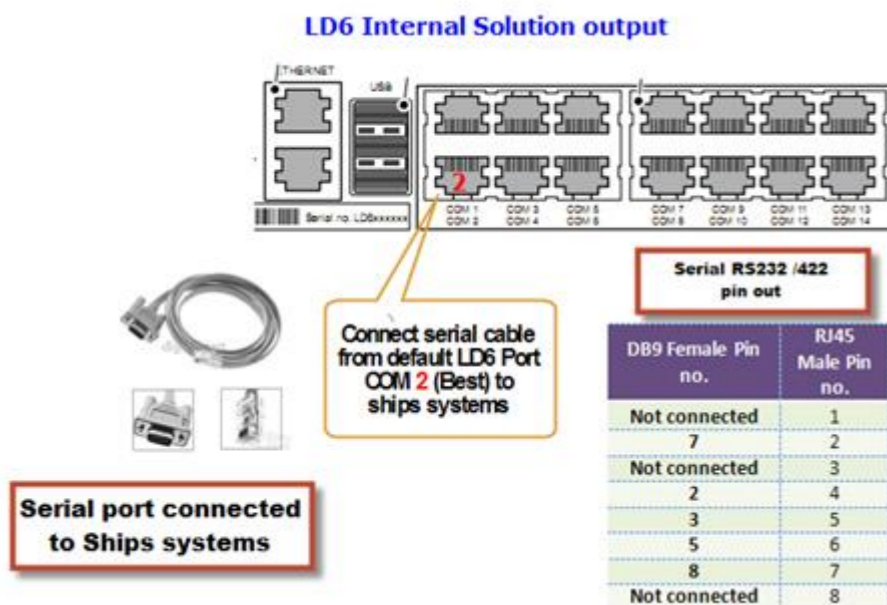 LD6 Internal Solution output
ETHERNET
USB
2
Serial no. LD6xxxxxx
COM 1 COM 3 COM 5 COM 7 COM 9 COM 11 COM 13
COM 2 COM 4 COM 6 COM 8 COM 10 COM 12 COM 14
Connect serial cable
from default LD6 Port
COM 2 (Best) to
ships systems
Serial port connected
to Ships systems
Serial RS232 /422
pin out
DB9 Female Pin no. RJ45 Male Pin no.
Not connected 1
7 2
Not connected 3
2 4
3 5
5 6
8 7
Not connected 8